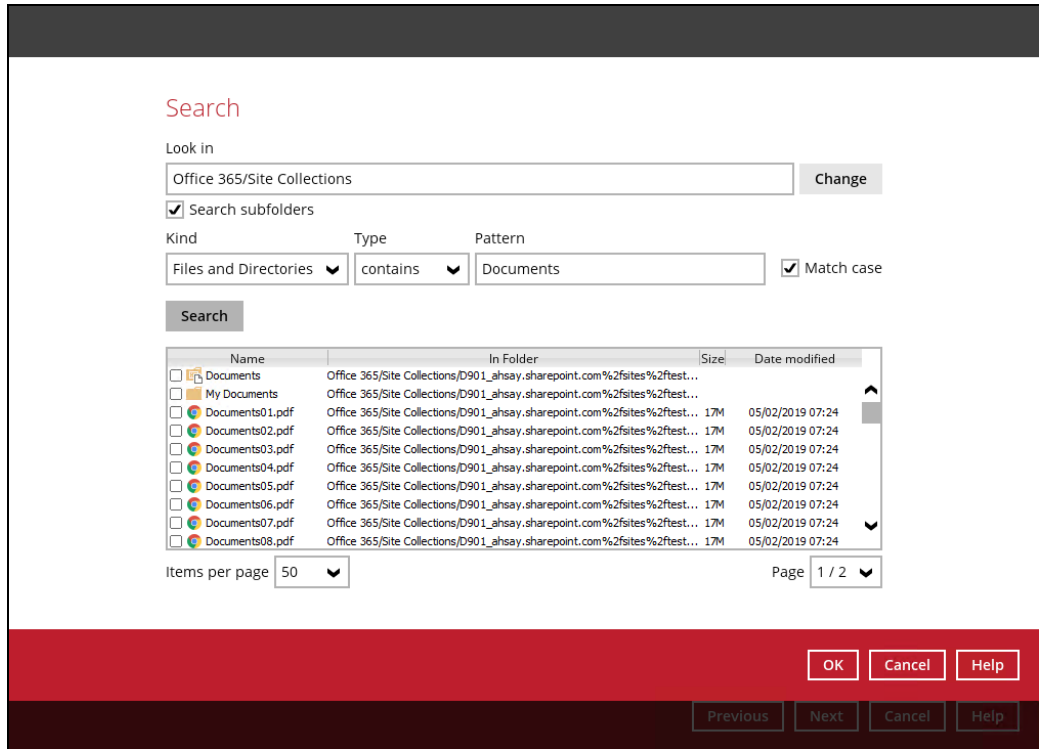 Search
Look in
Office 365/Site Collections Change
Search subfolders
Kind Type Pattern
Files and Directories contains Documents Match case
Search
Name In Folder Size Date modified
Documents Office 365/Site Collections/D901_ahsay.sharepoint.com%2fsites%2ftest...
My Documents Office 365/Site Collections/D901_ahsay.sharepoint.com%2fsites%2ftest...
Documents01.pdf Office 365/Site Collections/D901_ahsay.sharepoint.com%2fsites%2ftest... 17M 05/02/2019 07:24
Documents02.pdf Office 365/Site Collections/D901_ahsay.sharepoint.com%2fsites%2ftest... 17M 05/02/2019 07:24
Documents03.pdf Office 365/Site Collections/D901_ahsay.sharepoint.com%2fsites%2ftest... 17M 05/02/2019 07:24
Documents04.pdf Office 365/Site Collections/D901_ahsay.sharepoint.com%2fsites%2ftest... 17M 05/02/2019 07:24
Documents05.pdf Office 365/Site Collections/D901_ahsay.sharepoint.com%2fsites%2ftest... 17M 05/02/2019 07:24
Documents06.pdf Office 365/Site Collections/D901_ahsay.sharepoint.com%2fsites%2ftest... 17M 05/02/2019 07:24
Documents07.pdf Office 365/Site Collections/D901_ahsay.sharepoint.com%2fsites%2ftest... 17M 05/02/2019 07:24
Documents08.pdf Office 365/Site Collections/D901_ahsay.sharepoint.com%2fsites%2ftest... 17M 05/02/2019 07:24
Items per page 50 Page 1 / 2
OK Cancel Help
Previous Next Cancel Help